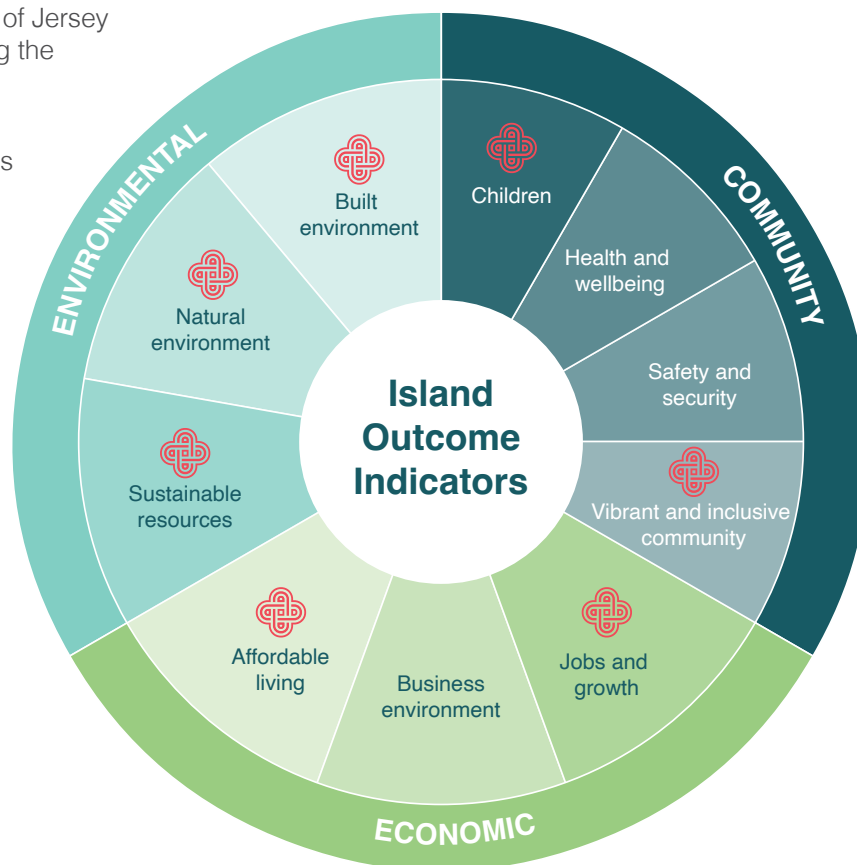 of Jersey
g the
s
ENVIRONMENTAL
COMMUNITY
ECONOMIC
Island
Outcome
Indicators
Children
Health and
wellbeing
Safety and
security
Vibrant and inclusive
community
Jobs and
growth
Business
environment
Affordable
living
Sustainable
resources
Natural
environment
Built
environment